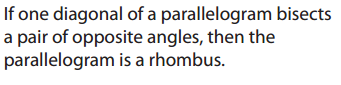 If one diagonal of a parallelogram bisects
a pair of opposite angles, then the
parallelogram is a rhombus.